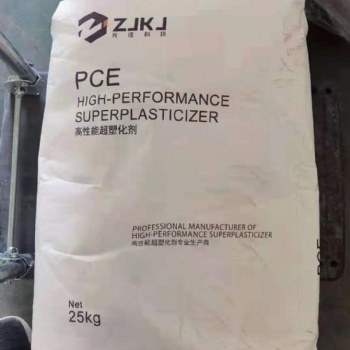 ZJKJ
PCE
HIGH-PERFORMANCE
SUPERPLASTICIZER
高性能超塑化剂
PROFESSIONAL MANUFACTURER OF
HIGH-PERFORMANCE SUPERPLASTICIZER
高性能超塑化剂专业生产商
PCE
Net
25kg